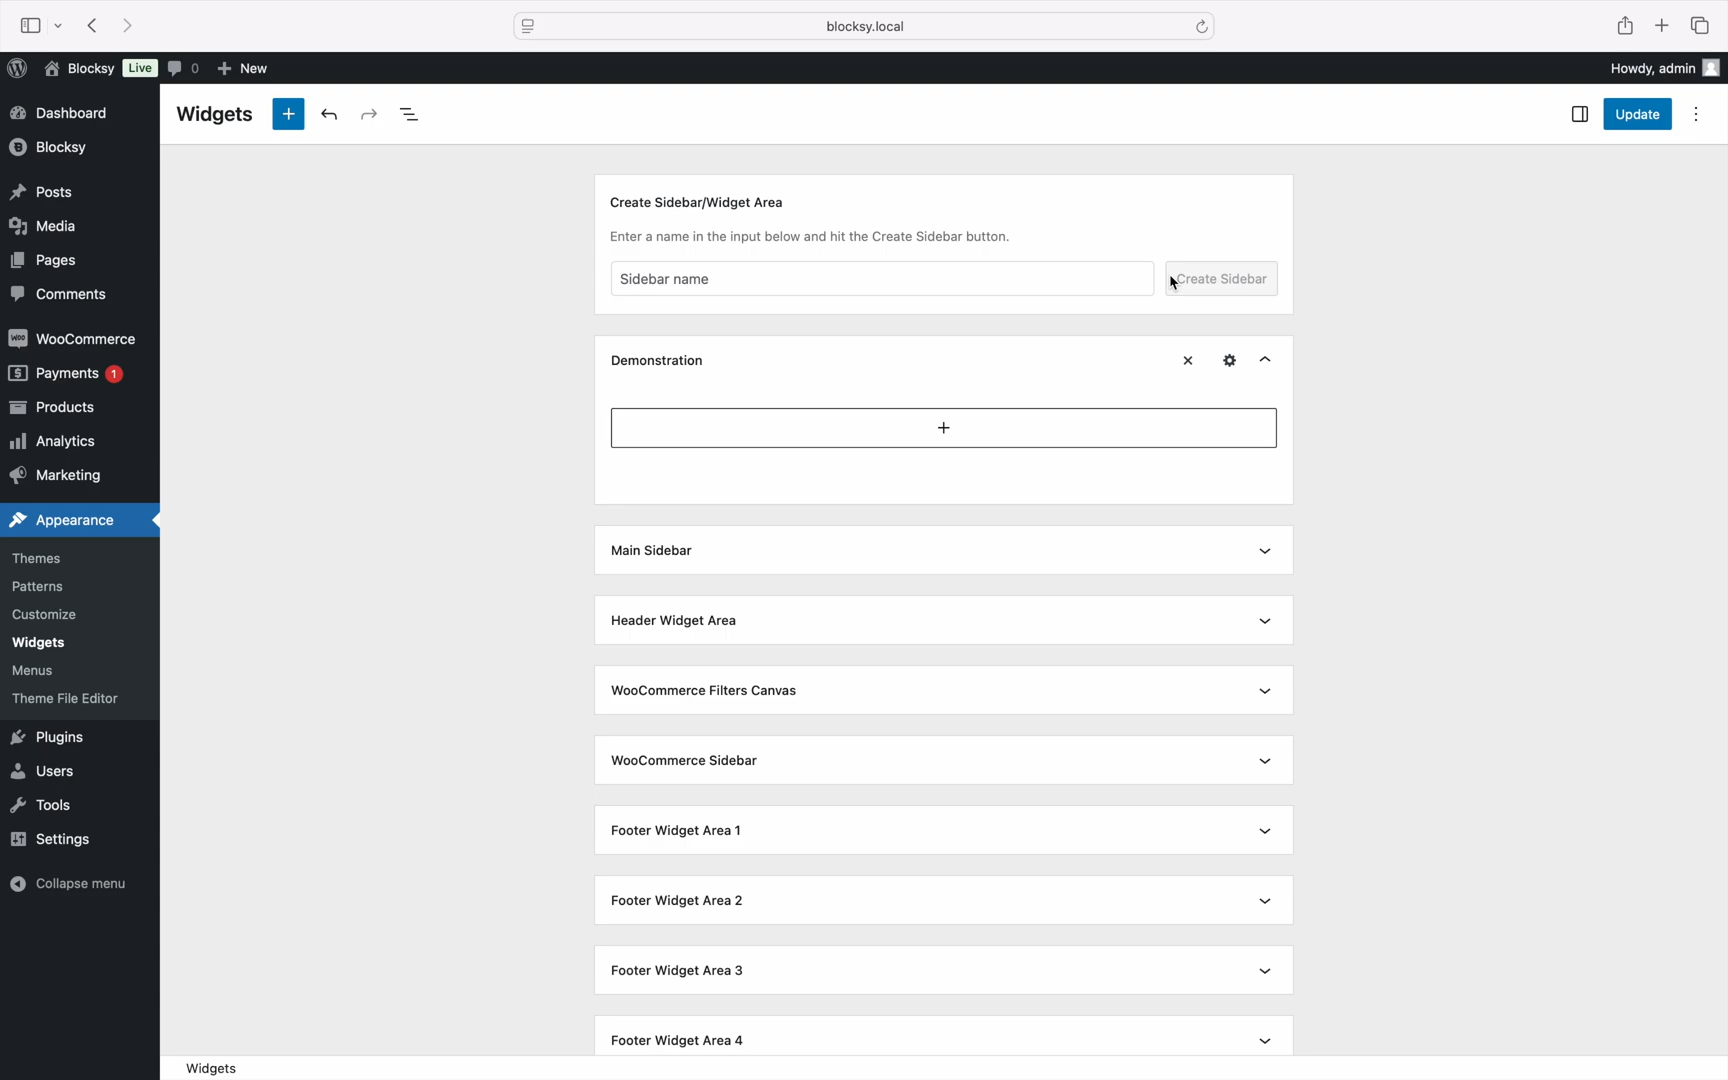 blocksy.local
Blocksy Live 0 New Howdy, admin
Dashboard
Blocksy
Posts
Media
Pages
Comments
WooCommerce
Payments 1
Products
Analytics
Marketing
Appearance
Themes
Patterns
Customize
Widgets
Menus
Theme File Editor
Plugins
Users
Tools
Settings
Collapse menu
Widgets
Update
Create Sidebar/Widget Area
Enter a name in the input below and hit the Create Sidebar button.
Sidebar name
Create Sidebar
Demonstration
Main Sidebar
Header Widget Area
WooCommerce Filters Canvas
WooCommerce Sidebar
Footer Widget Area 1
Footer Widget Area 2
Footer Widget Area 3
Footer Widget Area 4
Widgets